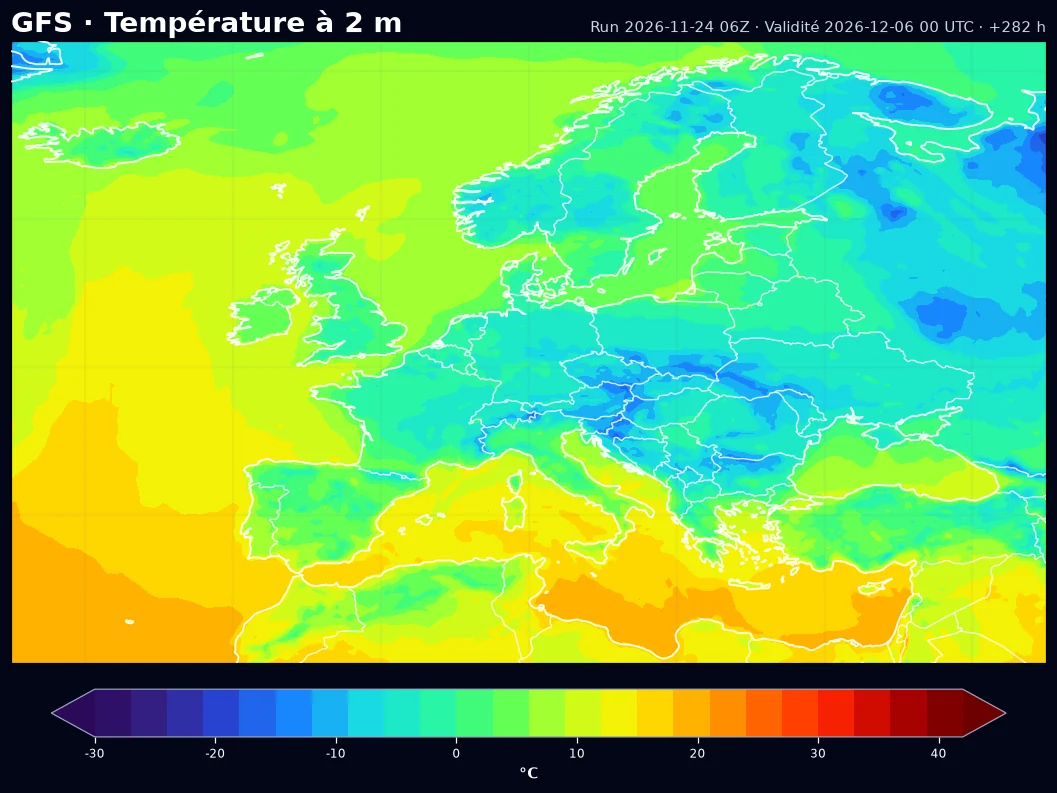 GFS · Température à 2 m
Run 2026-11-24 06Z · Validité 2026-12-06 00 UTC · +282 h
-30 -20 -10 0 10 20 30 40
°C